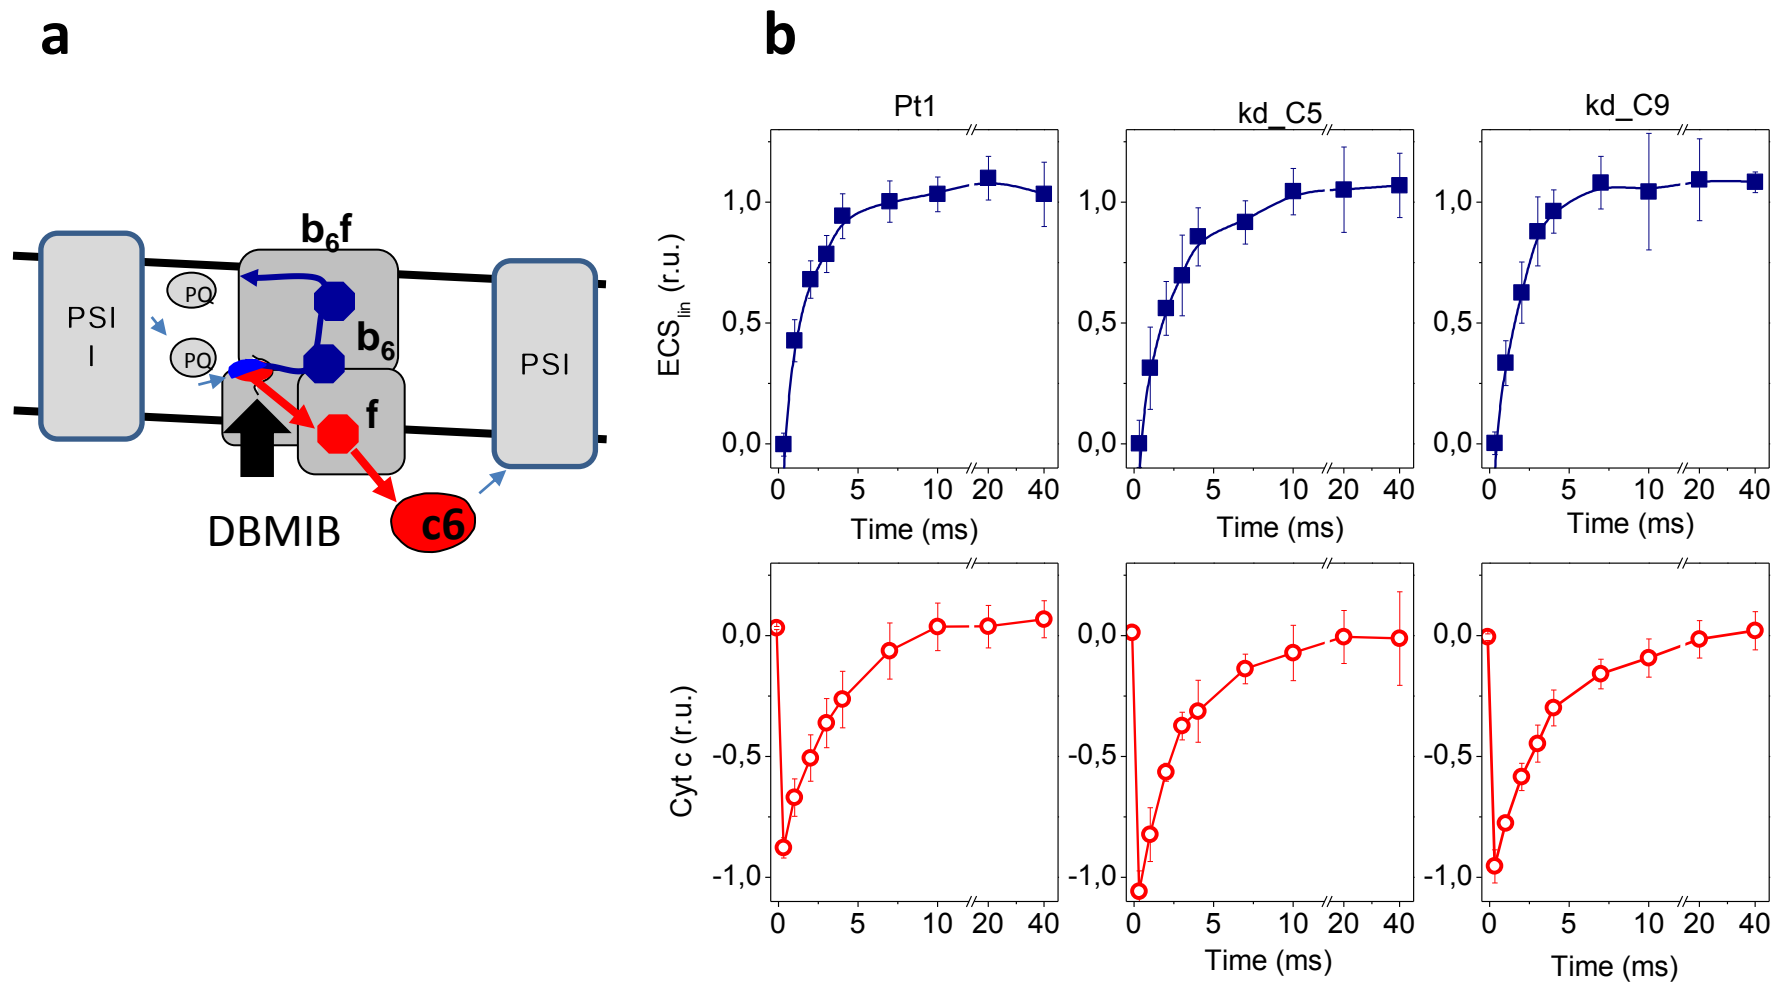 a
b
b6f
PSI
I
PQ
PQ
b6
f
PSI
c6
DBMIB
Pt1
kd_C5
kd_C9
ECSlin (r.u.)
1,0
0,5
0,0
0 5 10 20 40
Time (ms)
1,0
0,5
0,0
0 5 10 20 40
Time (ms)
1,0
0,5
0,0
0 5 10 20 40
Time (ms)
Cyt c (r.u.)
0,0
-0,5
-1,0
0 5 10 20 40
0,0
-0,5
-1,0
0 5 10 20 40
Time (ms)
0,0
-0,5
-1,0
0 5 10 20 40
Time (ms)